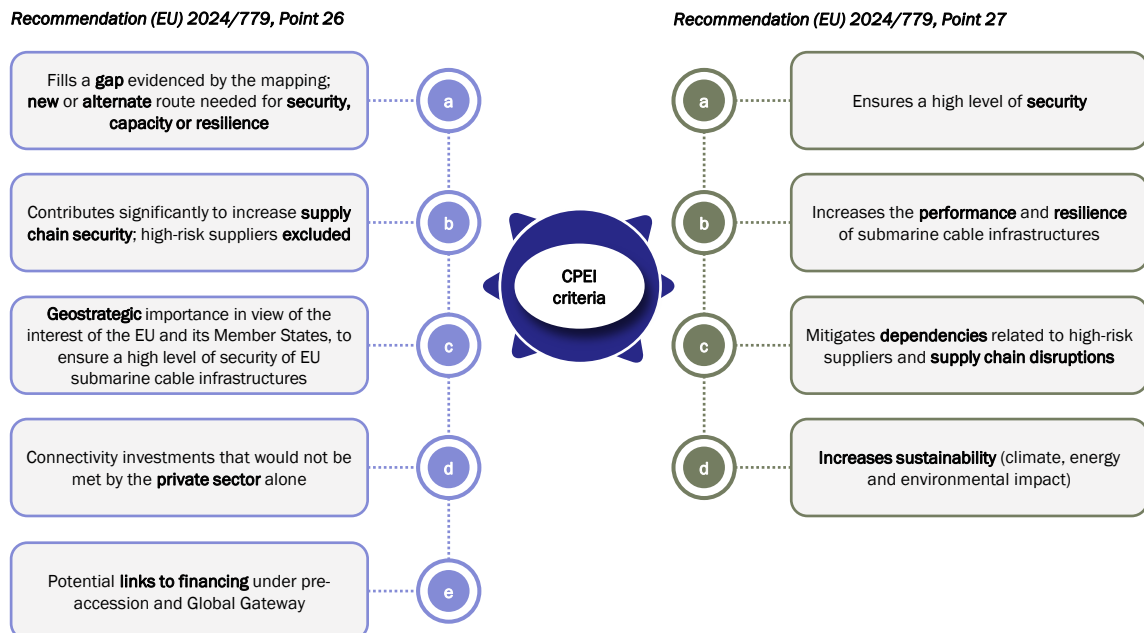 Recommendation (EU) 2024/779, Point 26
Fills a gap evidenced by the mapping;
new or alternate route needed for security,
capacity or resilience
a
Contributes significantly to increase supply
chain security; high-risk suppliers excluded
b
Geostrategic importance in view of the
interest of the EU and its Member States, to
ensure a high level of security of EU
submarine cable infrastructures
c
Connectivity investments that would not be
met by the private sector alone
d
Potential links to financing under pre-
accession and Global Gateway
e
CPEI
criteria
Recommendation (EU) 2024/779, Point 27
a
Ensures a high level of security
b
Increases the performance and resilience
of submarine cable infrastructures
c
Mitigates dependencies related to high-risk
suppliers and supply chain disruptions
d
Increases sustainability (climate, energy
and environmental impact)